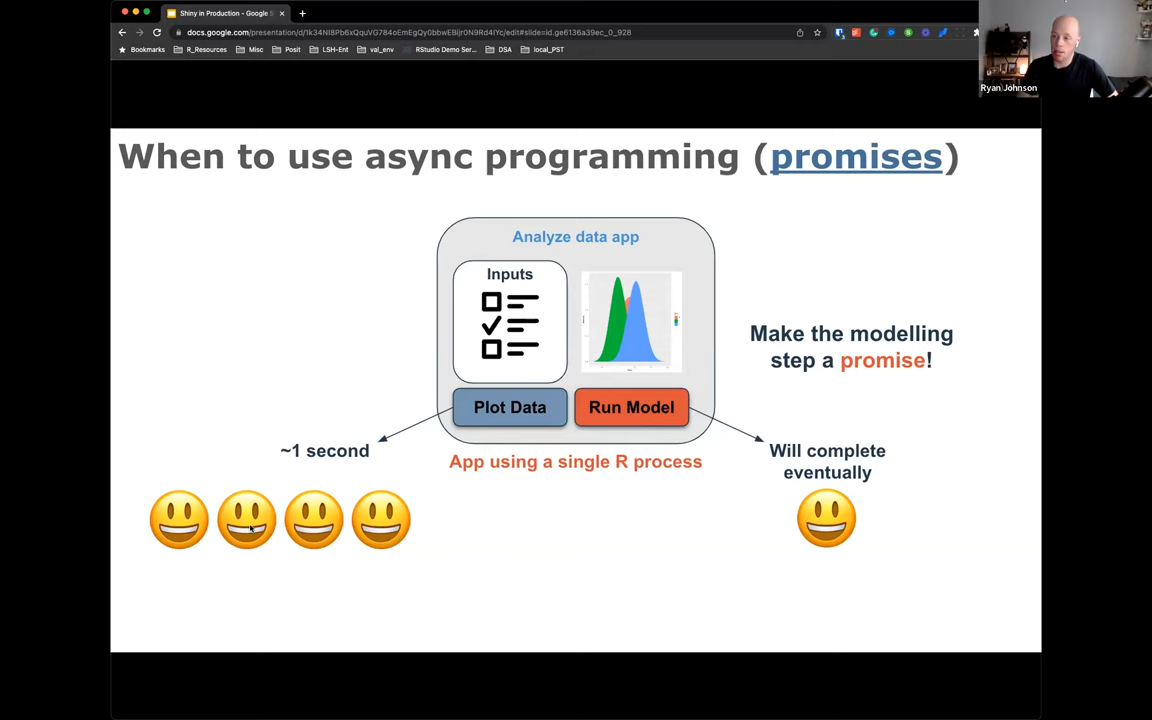 Shiny in Production - Google S
docs.google.com/presentation/d/1k34NI8Pb6xQquVG784oEmEgQy0bbwEBijr0N9Rd4IYc/edit#slide=id.ge6136a39ec_0_928
Bookmarks R_Resources Misc Posit LSH-Ent val_env RStudio Demo Ser... DSA local_PST
Ryan Johnson
When to use async programming (promises)
Analyze data app
Inputs
Make the modelling
step a promise!
Plot Data Run Model
~1 second
App using a single R process
Will complete
eventually